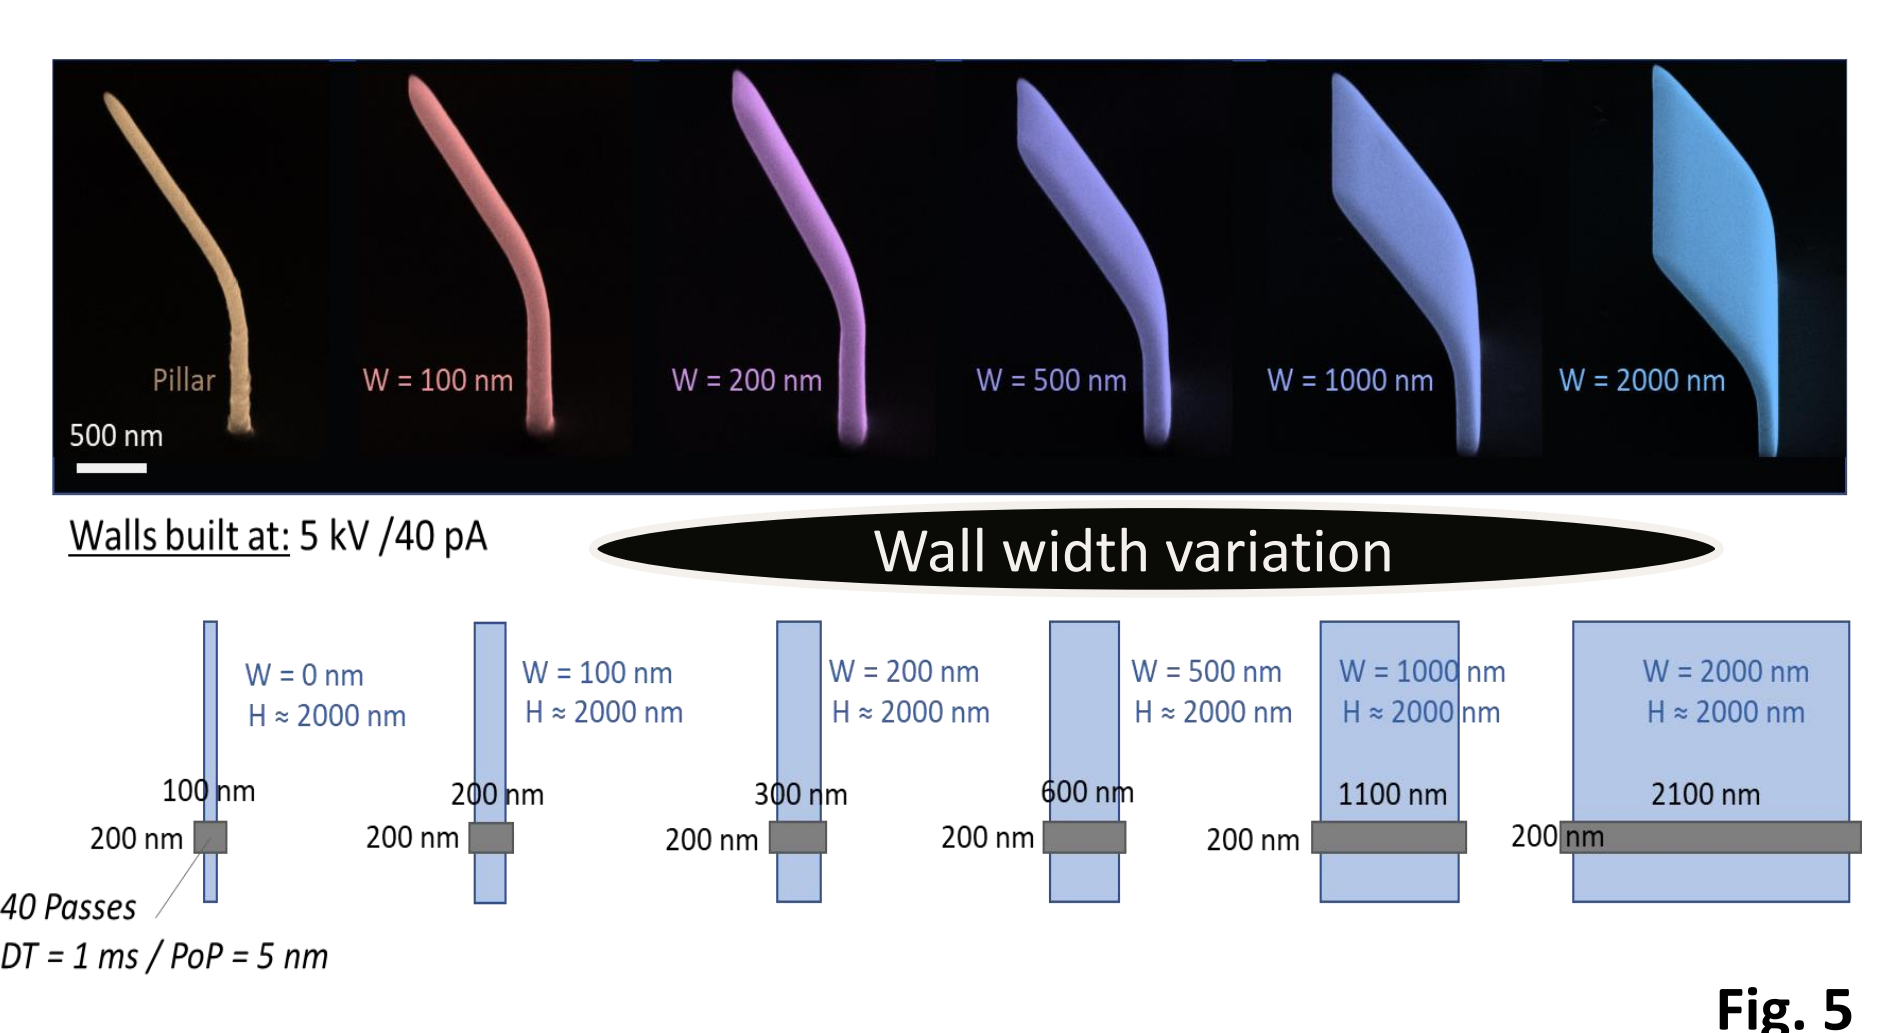 Pillar
W = 100 nm
W = 200 nm
W = 500 nm
W = 1000 nm
W = 2000 nm
500 nm
Walls built at: 5 kV /40 pA
Wall width variation
W = 0 nm
H ≈ 2000 nm
W = 100 nm
H ≈ 2000 nm
W = 200 nm
H ≈ 2000 nm
W = 500 nm
H ≈ 2000 nm
W = 1000 nm
H ≈ 2000 nm
W = 2000 nm
H ≈ 2000 nm
100 nm
200 nm
300 nm
600 nm
1100 nm
2100 nm
200 nm
200 nm
200 nm
200 nm
200 nm
200 nm
40 Passes
DT = 1 ms / PoP = 5 nm
Fig. 5